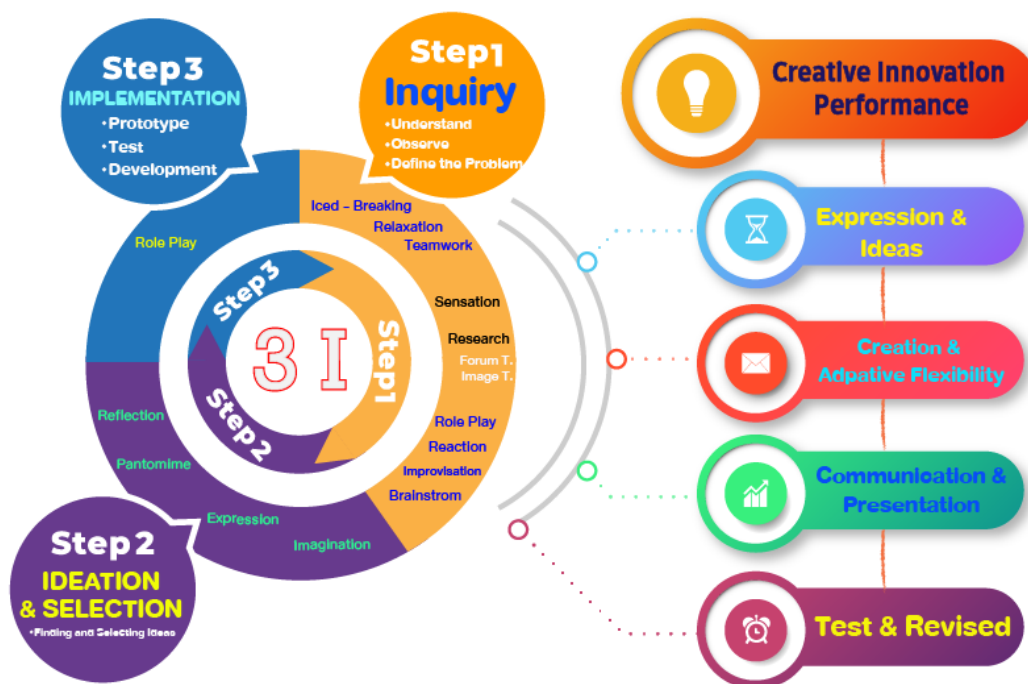 Step3
IMPLEMENTATION
•Prototype
•Test
•Development
Step1
Inquiry
•Understand
•Observe
•Define the Problem
Iced - Breaking
Relaxation
Teamwork
Sensation
Research
Forum T.
Image T.
Role Play
Reaction
Improvisation
Brainstrom
Role Play
Reflection
Pantomime
Expression
Imagination
Step3
Step1
Step2
3 I
Step2
IDEATION
& SELECTION
•Finding and Selecting Ideas
Creative Innovation
Performance
Expression &
Ideas
Creation &
Adpative Flexibility
Communication &
Presentation
Test & Revised